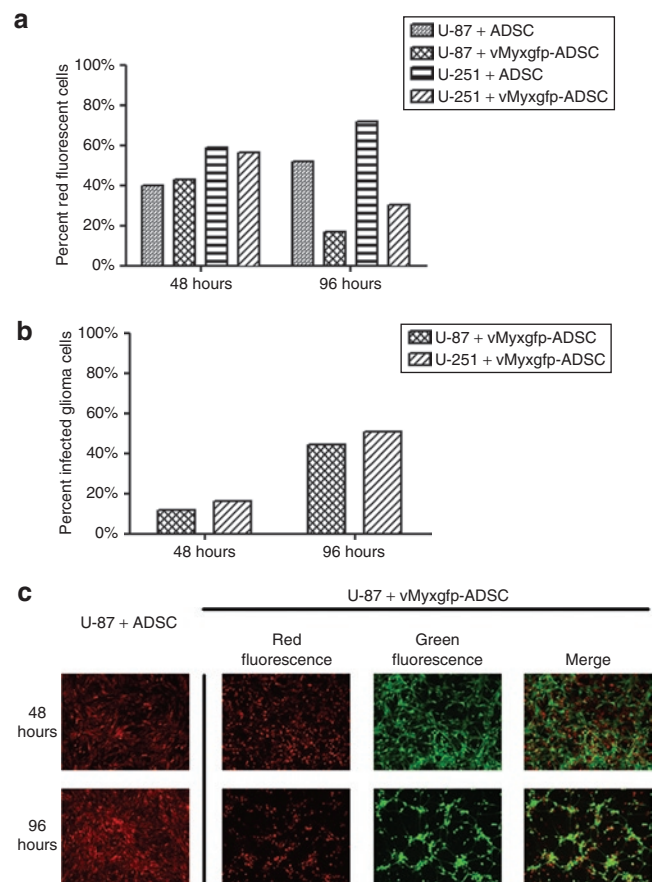 a
U-87 + ADSC
U-87 + vMyxgfp-ADSC
U-251 + ADSC
U-251 + vMyxgfp-ADSC
Percent red fluorescent cells
100%
80%
60%
40%
20%
0%
48 hours
96 hours
b
U-87 + vMyxgfp-ADSC
U-251 + vMyxgfp-ADSC
Percent infected glioma cells
100%
80%
60%
40%
20%
0%
48 hours
96 hours
c
U-87 + vMyxgfp-ADSC
U-87 + ADSC
Red
fluorescence
Green
fluorescence
Merge
48
hours
96
hours